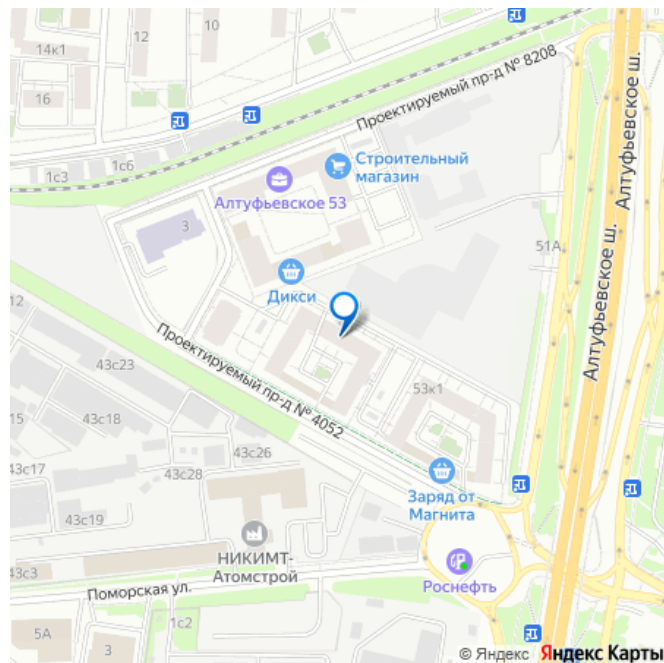 14к1
12
10
16
Проектируемый пр-д № 8208
Алтуфьевское ш.
1с3
1с6
Строительный
магазин
Алтуфьевское 53
3
51А
Алтуфьевское ш.
Дикси
12
Проектируемый пр-д № 4052
43с23
53к1
15
43с18
43с17
43с26
43с28
Заряд от
Магнита
43с19
НИКИМТ-
Атомстрой
43с3
Поморская ул.
Роснефть
1с2
5А
3
© Яндекс Яндекс Карты